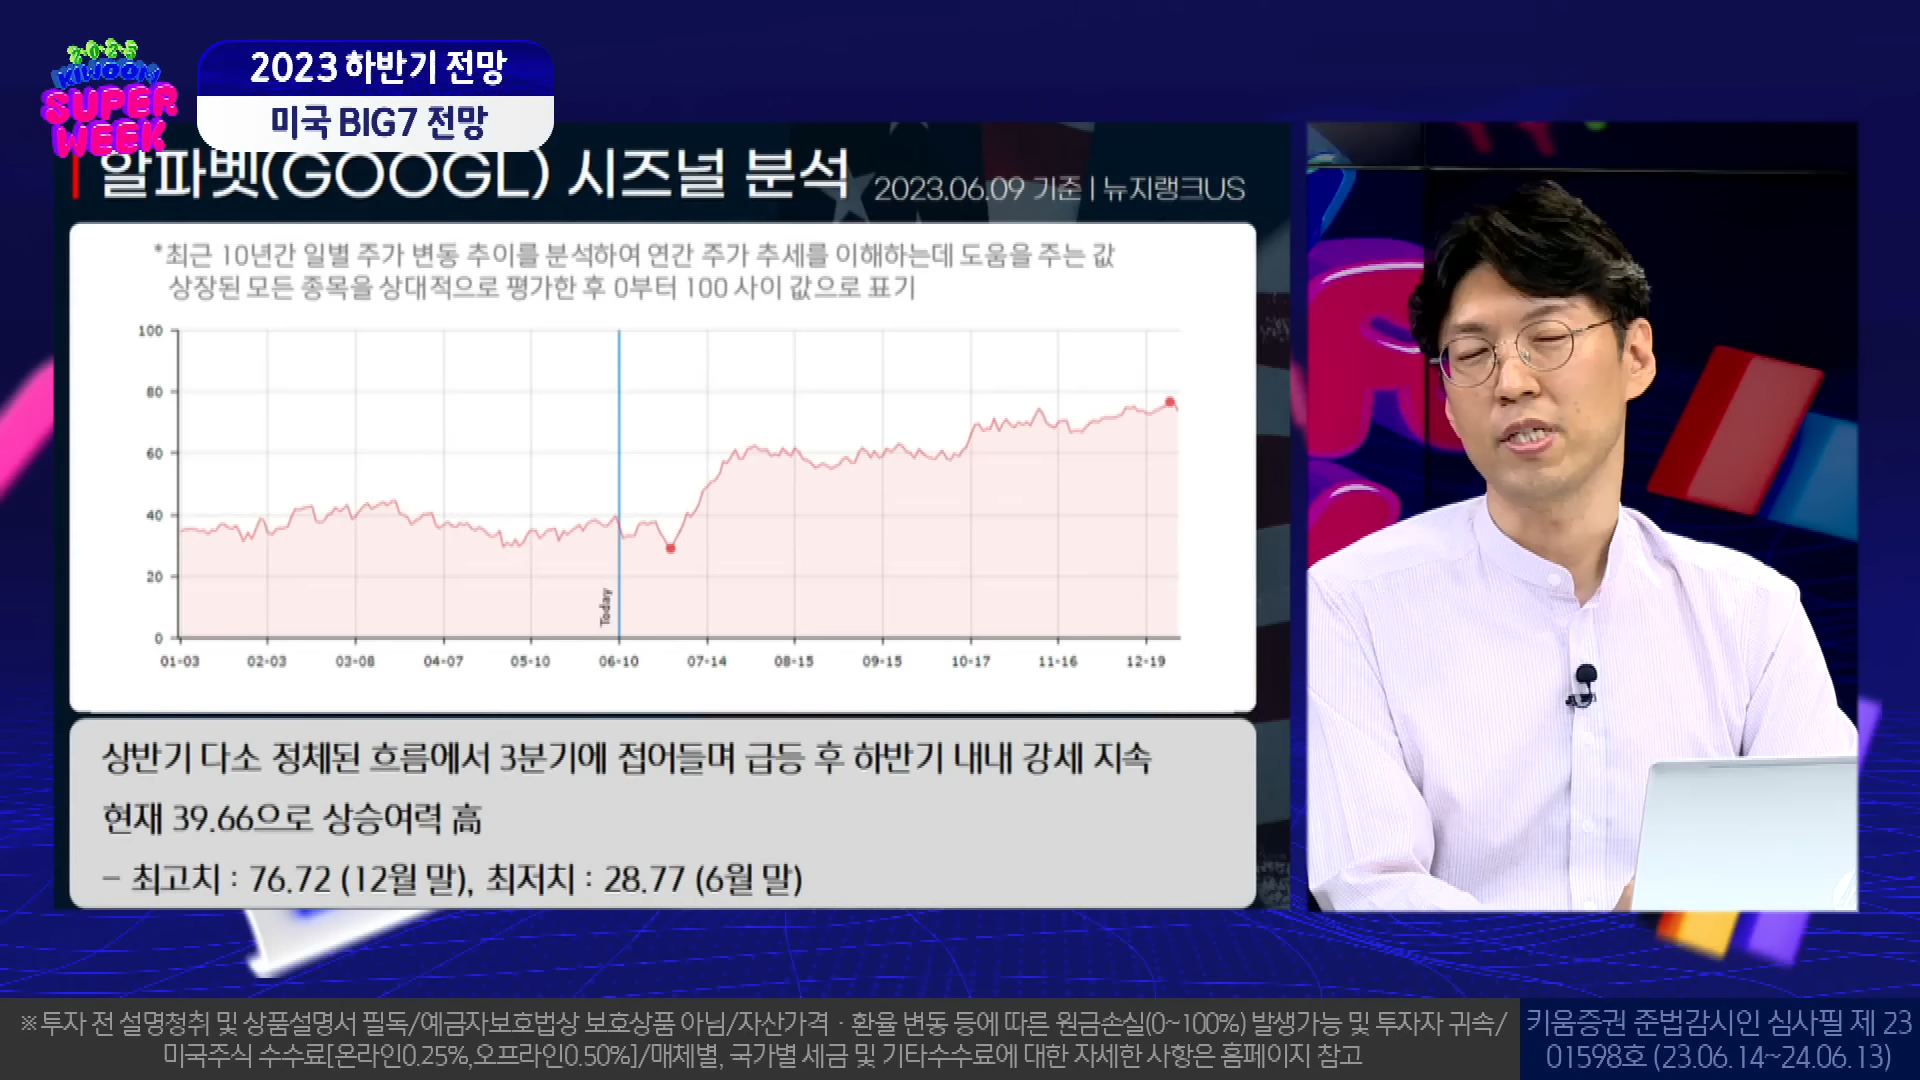 2023
KIWOOM
SUPER
WEEK
2023 하반기 전망
미국 BIG7 전망
알파벳(GOOGL) 시즈널 분석
2023.06.09 기준 | 뉴지랭크US
*최근 10년간 일별 주가 변동 추이를 분석하여 연간 주가 추세를 이해하는데 도움을 주는 값
상장된 모든 종목을 상대적으로 평가한 후 0부터 100 사이 값으로 표기
100
80
60
40
20
0
Today
01-03 02-03 03-08 04-07 05-10 06-10 07-14 08-15 09-15 10-17 11-16 12-19
상반기 다소 정체된 흐름에서 3분기에 접어들며 급등 후 하반기 내내 강세 지속
현재 39.66으로 상승여력 高
– 최고치 : 76.72 (12월 말), 최저치 : 28.77 (6월 말)
※투자 전 설명청취 및 상품설명서 필독/예금자보호법상 보호상품 아님/자산가격 · 환율 변동 등에 따른 원금손실(0~100%) 발생가능 및 투자자 귀속/
미국주식 수수료[온라인0.25%,오프라인0.50%]/매체별, 국가별 세금 및 기타수수료에 대한 자세한 사항은 홈페이지 참고
키움증권 준법감시인 심사필 제 23
01598호 (23.06.14~24.06.13)